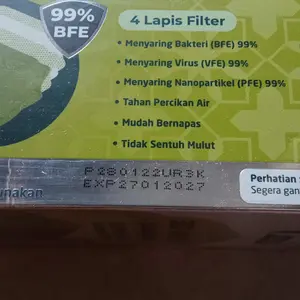 99%
BFE
4 Lapis Filter
• Menyaring Bakteri (BFE) 99%
• Menyaring Virus (VFE) 99%
• Menyaring Nanopartikel (PFE) 99%
• Tahan Percikan Air
• Mudah Bernapas
• Tidak Sentuh Mulut
P280122UR3K
EXP27012027
unakan
Perhatian :
Segera gan